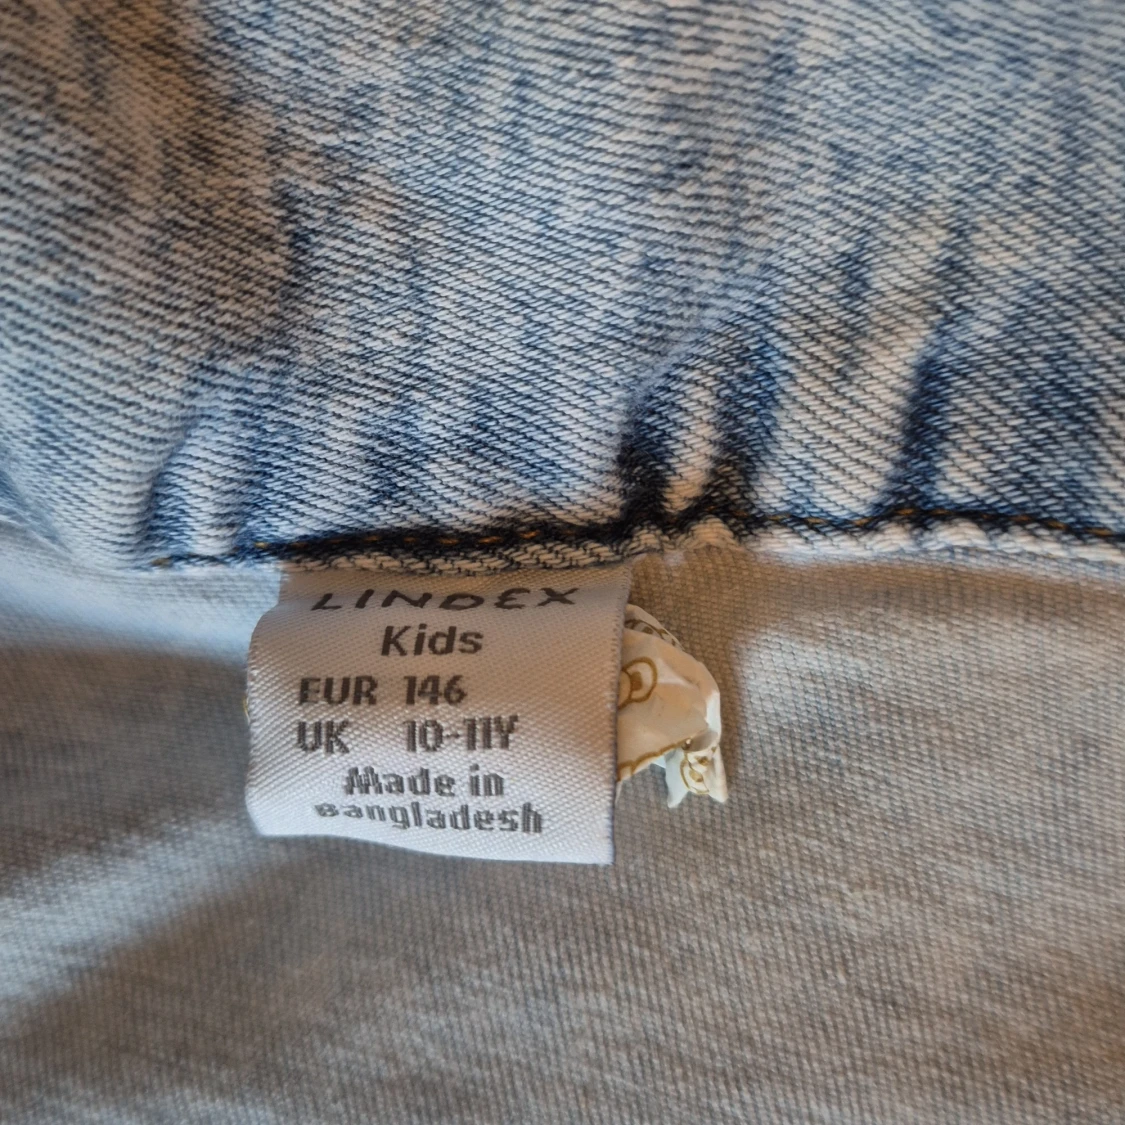 LINDEX
Kids
EUR 146
UK 10-11Y
Made in
Bangladesh